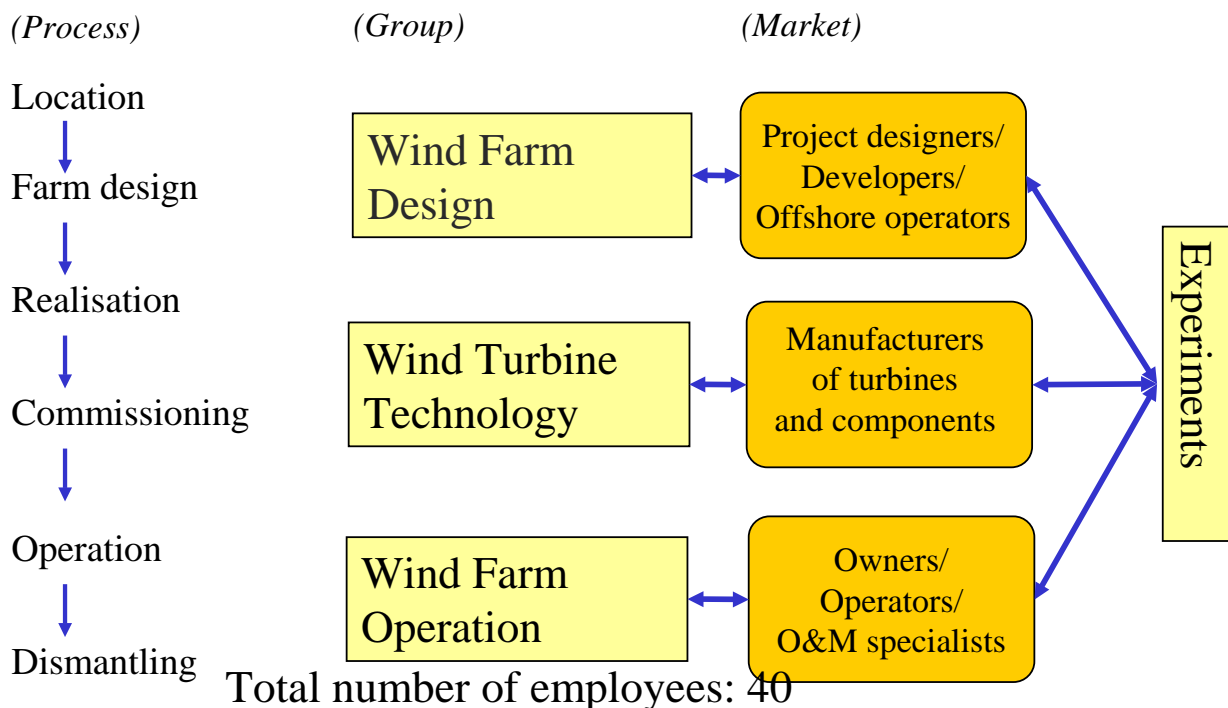 (Process)
(Group)
(Market)
Location
Farm design
Realisation
Commissioning
Operation
Dismantling
Wind Farm
Design
Wind Turbine
Technology
Wind Farm
Operation
Project designers/
Developers/
Offshore operators
Manufacturers
of turbines
and components
Owners/
Operators/
O&M specialists
Experiments
Total number of employees: 40